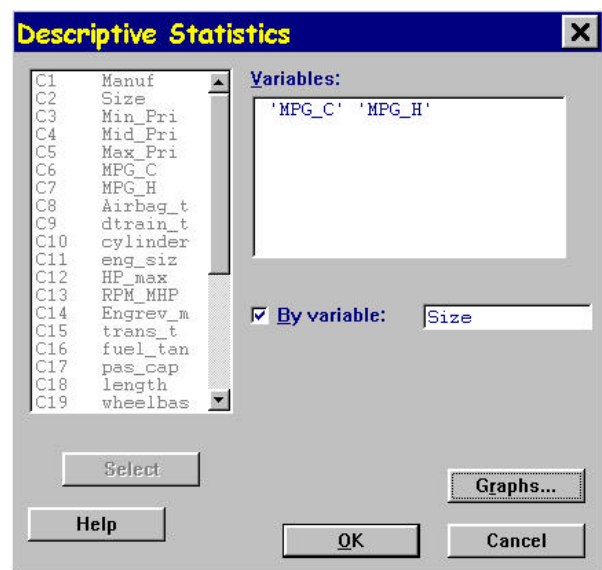 Descriptive Statistics
C1 Manuf
C2 Size
C3 Min_Pri
C4 Mid_Pri
C5 Max_Pri
C6 MPG_C
C7 MPG_H
C8 Airbag_t
C9 dtrain_t
C10 cylinder
C11 eng_siz
C12 HP_max
C13 RPM_MHP
C14 Engrev_m
C15 trans_t
C16 fuel_tan
C17 pas_cap
C18 length
C19 wheelbas
Variables:
'MPG_C' 'MPG_H'
By variable: Size
Select
Graphs...
Help
OK
Cancel